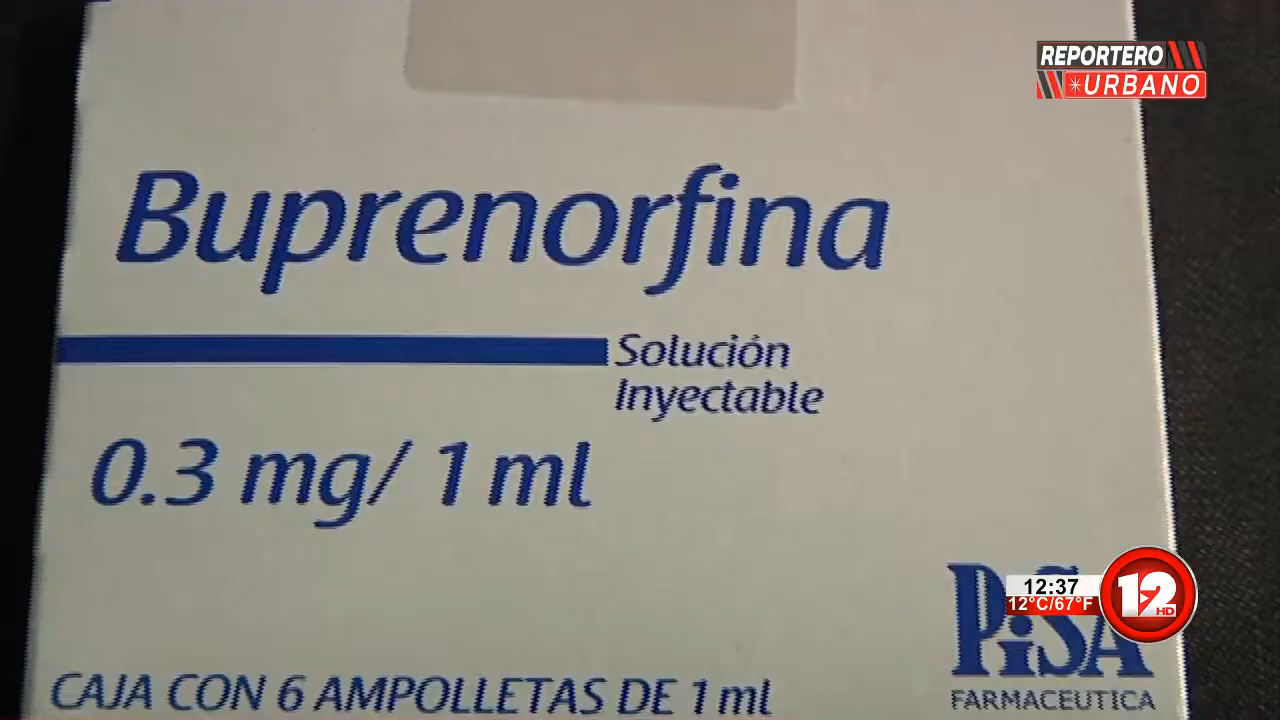 REPORTERO
URBANO
Buprenorfina
Solución
Inyectable
0.3 mg/ 1 ml
PiSA
FARMACEUTICA
12:37
12°C/67°F
12
HD
CAJA CON 6 AMPOLLETAS DE 1 ml